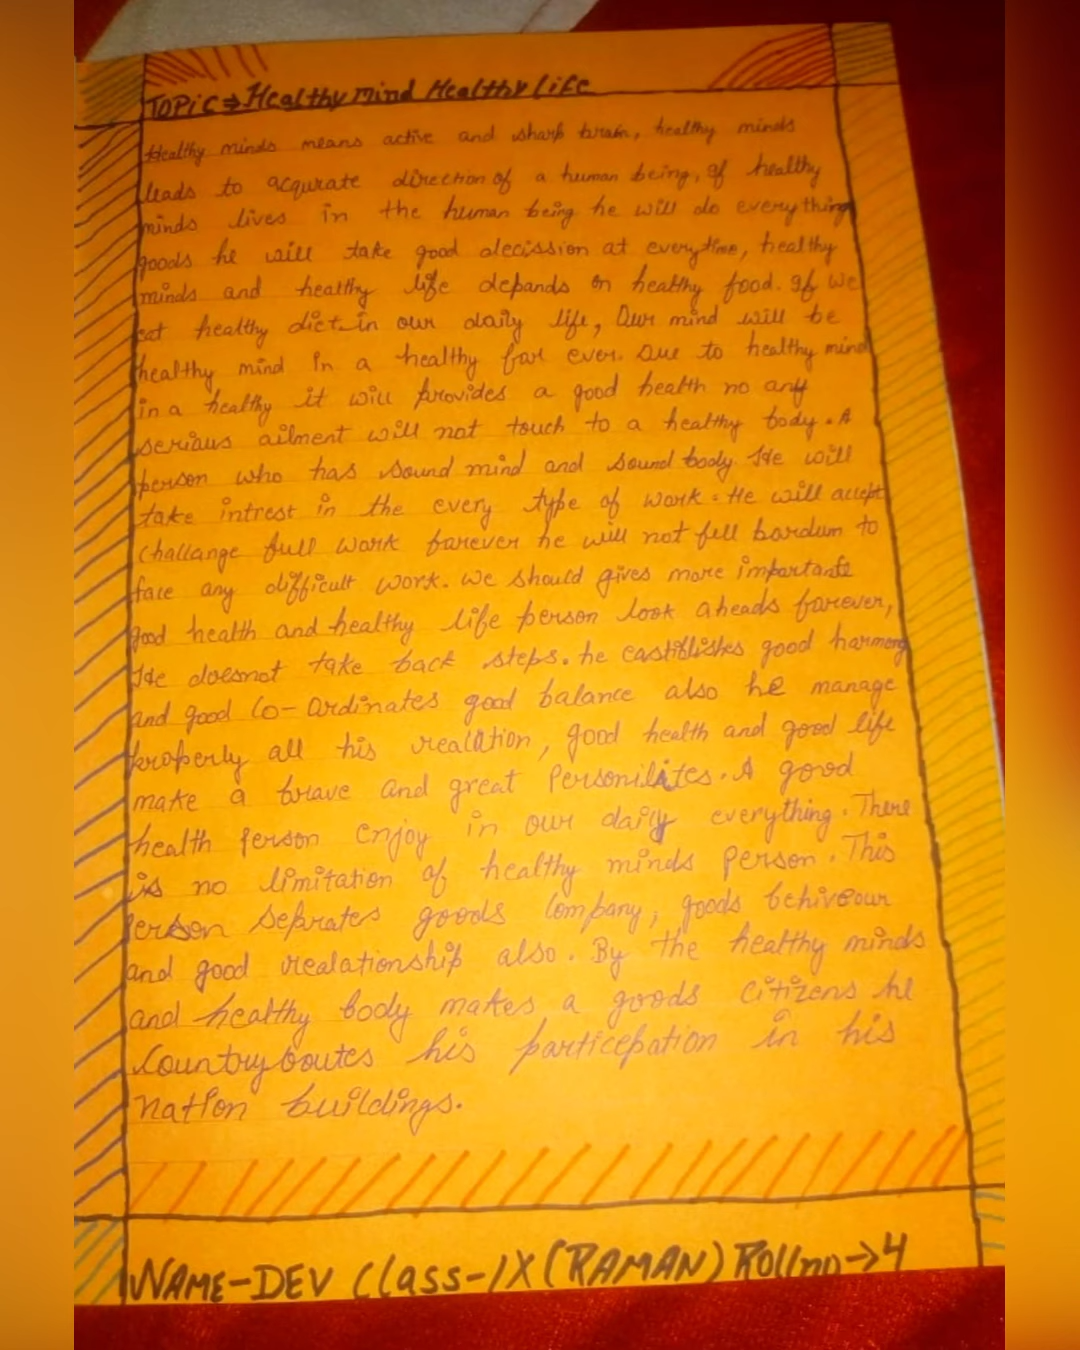 TOPIC⇒Healthy Mind Healthy Life
Healthy minds means active and sharp brain, healthy minds
leads to acqurate direction of a human being, If healthy
minds lives in the human being he will do everything
goods he will take good decission at everytime, healthy
minds and healthy life depands on healthy food. If we
eat healthy diet in our daily life, Our mind will be
healthy mind in a healthy for ever. Due to healthy mind
in a healthy it will provides a good health no any
serious ailment will not touch to a healthy body. A
person who has sound mind and sound body. He will
take intrest in the every type of work. He will accept
Challange full work forever he will not fell bordum to
face any difficult work. We should gives more importante
good health and healthy life person look aheads forever,
He doesnot take back steps. he good harmony
and good Co-ordinates good balance also he manage
properly all his realation, good health and good life
make a brave and great Personilites. A good
health person enjoy in our daily everything. There
is no limitation of healthy minds person. This
Person seprates goods Company, goods behiveour
and good realationship also. By the healthy minds
and healthy body makes a goods citizens he
Countryboutes his particepation in his
nation buildings.
NAME-DEV Class-IX (RAMAN) Rollno→4